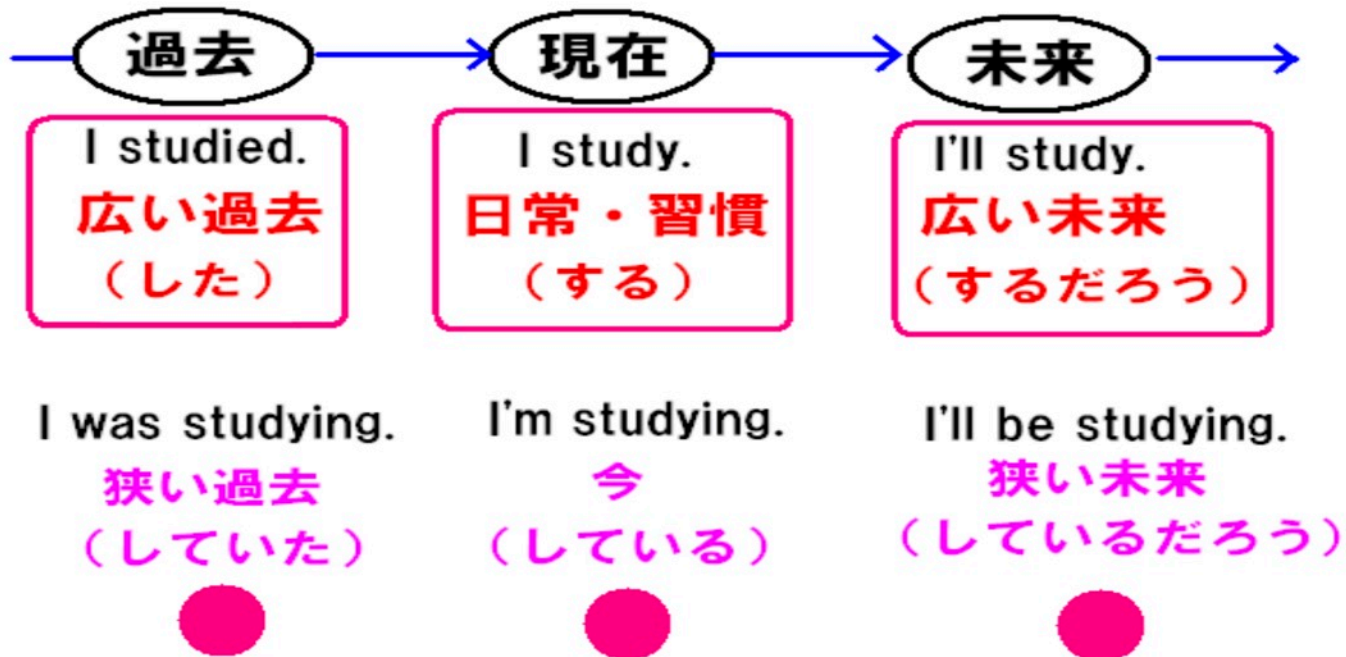 過去
現在
未来
I studied.
広い過去
（した）
I study.
日常・習慣
（する）
I'll study.
広い未来
（するだろう）
I was studying.
狭い過去
（していた）
I'm studying.
今
（している）
I'll be studying.
狭い未来
（しているだろう）